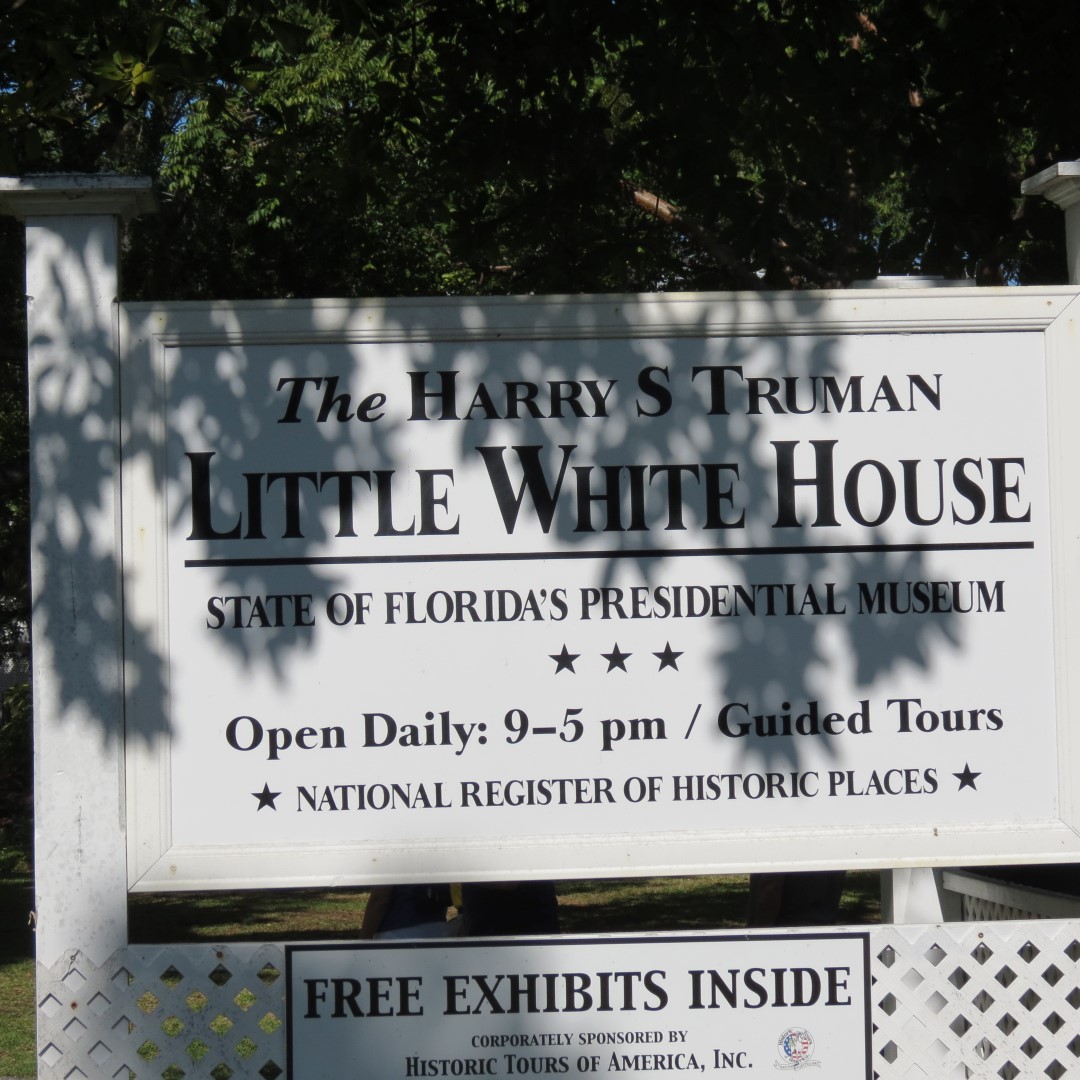 The HARRY S TRUMAN
LITTLE WHITE HOUSE
STATE OF FLORIDA'S PRESIDENTIAL MUSEUM
★ ★ ★
Open Daily: 9–5 pm / Guided Tours
★ NATIONAL REGISTER OF HISTORIC PLACES ★
FREE EXHIBITS INSIDE
CORPORATELY SPONSORED BY
HISTORIC TOURS OF AMERICA, INC.